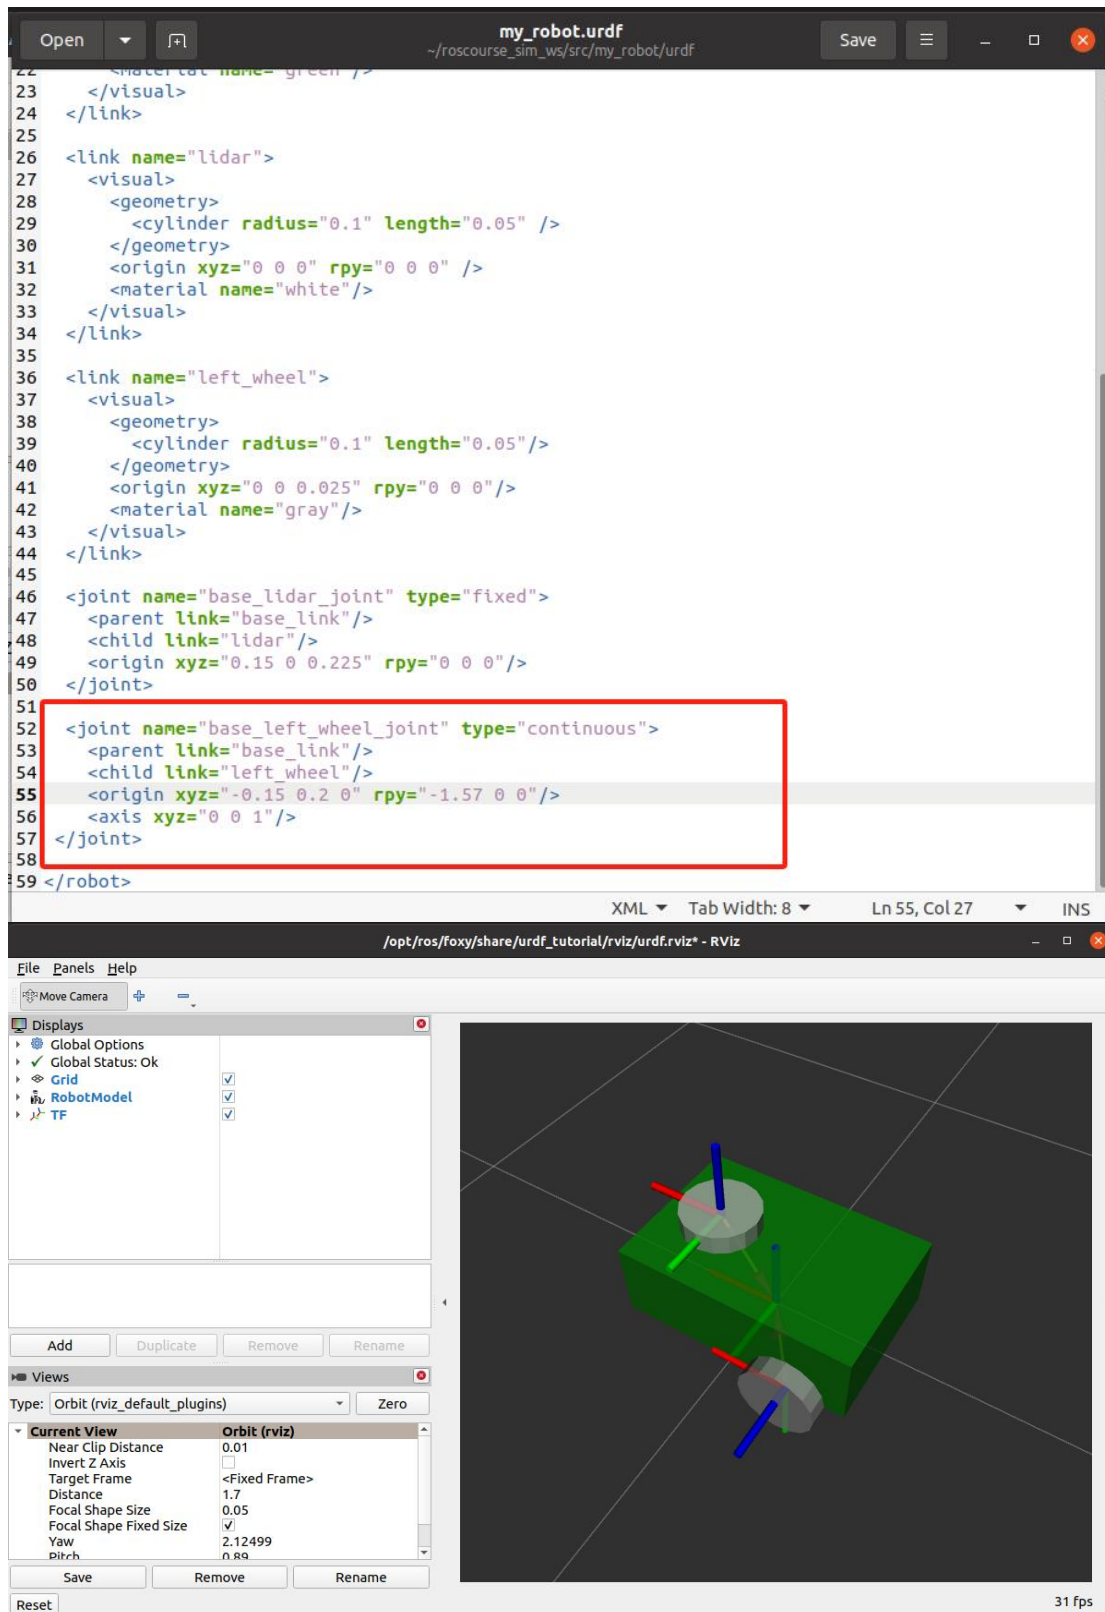 Open
my_robot.urdf
~/roscourse_sim_ws/src/my_robot/urdf
Save
22 <material name="green"/>
23 </visual>
24 </link>
25
26 <link name="lidar">
27 <visual>
28 <geometry>
29 <cylinder radius="0.1" length="0.05" />
30 </geometry>
31 <origin xyz="0 0 0" rpy="0 0 0" />
32 <material name="white"/>
33 </visual>
34 </link>
35
36 <link name="left_wheel">
37 <visual>
38 <geometry>
39 <cylinder radius="0.1" length="0.05"/>
40 </geometry>
41 <origin xyz="0 0 0.025" rpy="0 0 0"/>
42 <material name="gray"/>
43 </visual>
44 </link>
45
46 <joint name="base_lidar_joint" type="fixed">
47 <parent link="base_link"/>
48 <child link="lidar"/>
49 <origin xyz="0.15 0 0.225" rpy="0 0 0"/>
50 </joint>
51
52 <joint name="base_left_wheel_joint" type="continuous">
53 <parent link="base_link"/>
54 <child link="left_wheel"/>
55 <origin xyz="-0.15 0.2 0" rpy="-1.57 0 0"/>
56 <axis xyz="0 0 1"/>
57 </joint>
58
59 </robot>
XML Tab Width: 8 Ln 55, Col 27 INS
/opt/ros/foxy/share/urdf_tutorial/rviz/urdf.rviz* - RViz
File Panels Help
Move Camera
Displays
Global Options
Global Status: Ok
Grid
RobotModel
TF
Add Duplicate Remove Rename
Views
Type: Orbit (rviz_default_plugins) Zero
Current View Orbit (rviz)
Near Clip Distance 0.01
Invert Z Axis
Target Frame <Fixed Frame>
Distance 1.7
Focal Shape Size 0.05
Focal Shape Fixed Size
Yaw 2.12499
Pitch 0.89
Save Remove Rename
Reset
31 fps